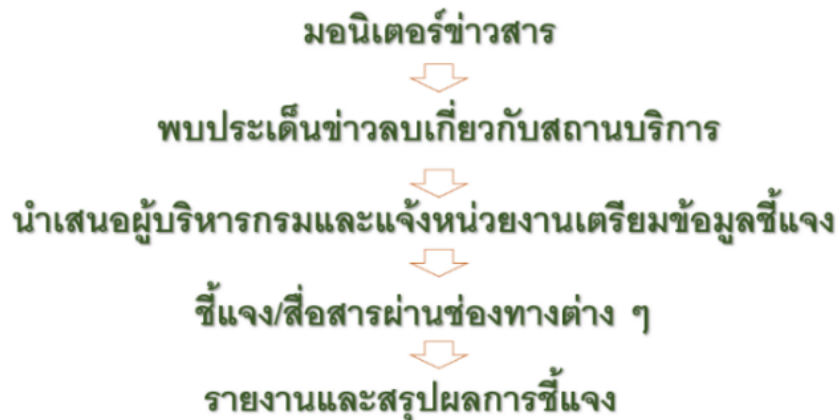 มอนิเตอร์ข่าวสาร
พบประเด็นข่าวลบเกี่ยวกับสถานบริการ
นำเสนอผู้บริหารกรมและแจ้งหน่วยงานเตรียมข้อมูลชี้แจง
ชี้แจง/สื่อสารผ่านช่องทางต่าง ๆ
รายงานและสรุปผลการชี้แจง